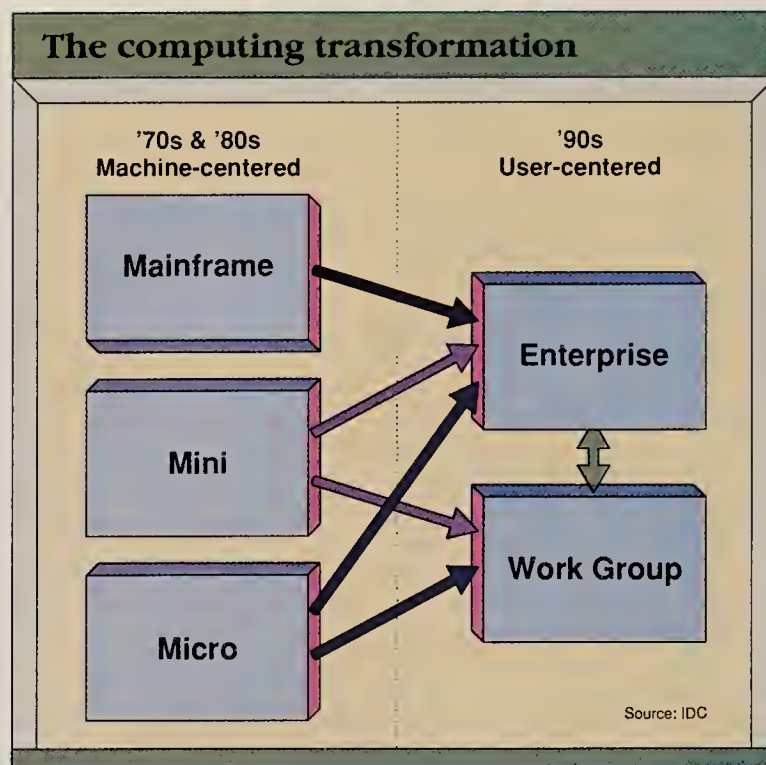 The computing transformation
'70s & '80s
Machine-centered
'90s
User-centered
Mainframe
Mini
Micro
Enterprise
Work Group
Source: IDC